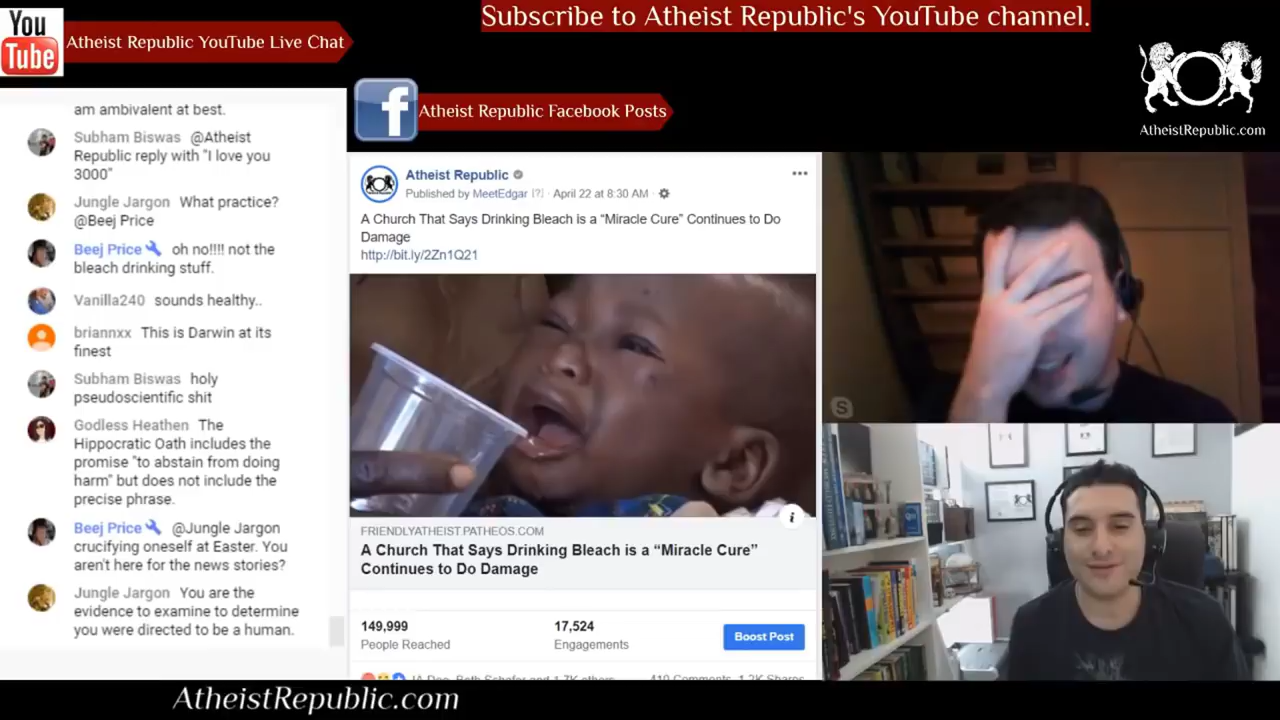 Subscribe to Atheist Republic's YouTube channel.
You
Tube
Atheist Republic YouTube Live Chat
AtheistRepublic.com
Atheist Republic Facebook Posts
f
am ambivalent at best.
Subham Biswas @Atheist
Republic reply with "I love you
3000"
Jungle Jargon What practice?
@Beej Price
Beej Price oh no!!!! not the
bleach drinking stuff.
Vanilla240 sounds healthy..
briannxx This is Darwin at its
finest
Subham Biswas holy
pseudoscientific shit
Godless Heathen The
Hippocratic Oath includes the
promise "to abstain from doing
harm" but does not include the
precise phrase.
Beej Price @Jungle Jargon
crucifying oneself at Easter. You
aren't here for the news stories?
Jungle Jargon You are the
evidence to examine to determine
you were directed to be a human.
Atheist Republic
Published by MeetEdgar [?] · April 22 at 8:30 AM ·
A Church That Says Drinking Bleach is a “Miracle Cure” Continues to Do
Damage
http://bit.ly/2Zn1Q21
i
FRIENDLYATHEIST.PATHEOS.COM
A Church That Says Drinking Bleach is a “Miracle Cure”
Continues to Do Damage
149,999
People Reached
17,524
Engagements
Boost Post
S
AtheistRepublic.com